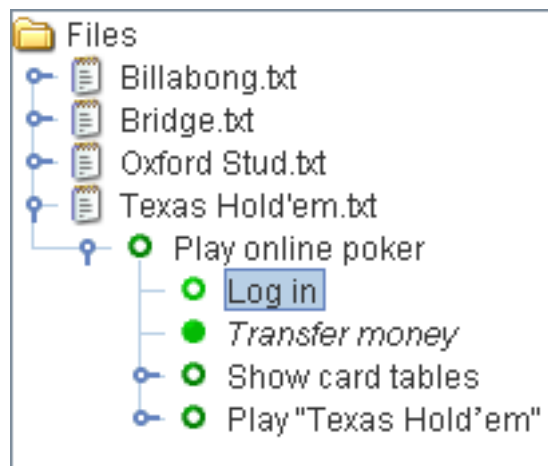 Files
Billabong.txt
Bridge.txt
Oxford Stud.txt
Texas Hold'em.txt
Play online poker
Log in
Transfer money
Show card tables
Play "Texas Hold’em"